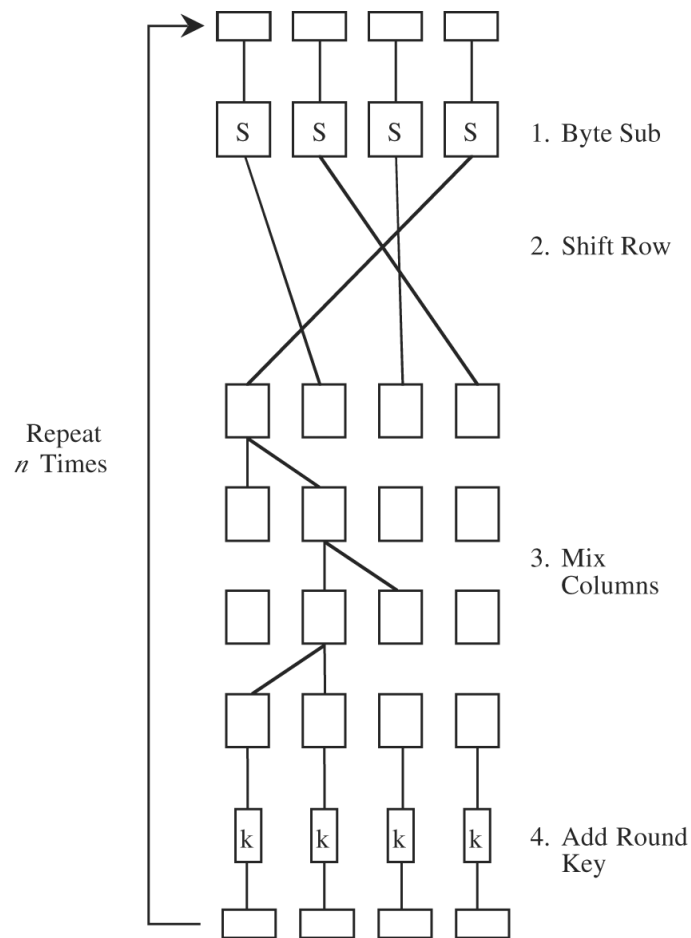 S S S S
1. Byte Sub
2. Shift Row
Repeat
n Times
3. Mix
Columns
k k k k
4. Add Round
Key